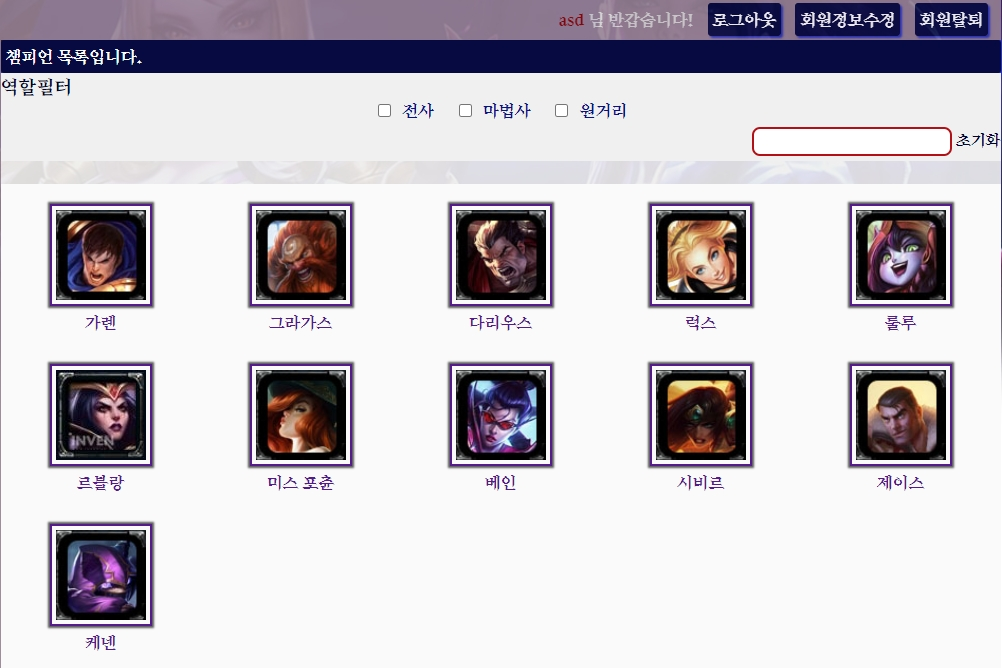 asd 님 반갑습니다! 로그아웃 회원정보수정 회원탈퇴
챔피언 목록입니다.
역할필터
전사 마법사 원거리
초기화
가렌 그라가스 다리우스 럭스 룰루
INVEN
르블랑 미스 포츈 베인 시비르 제이스
케넨